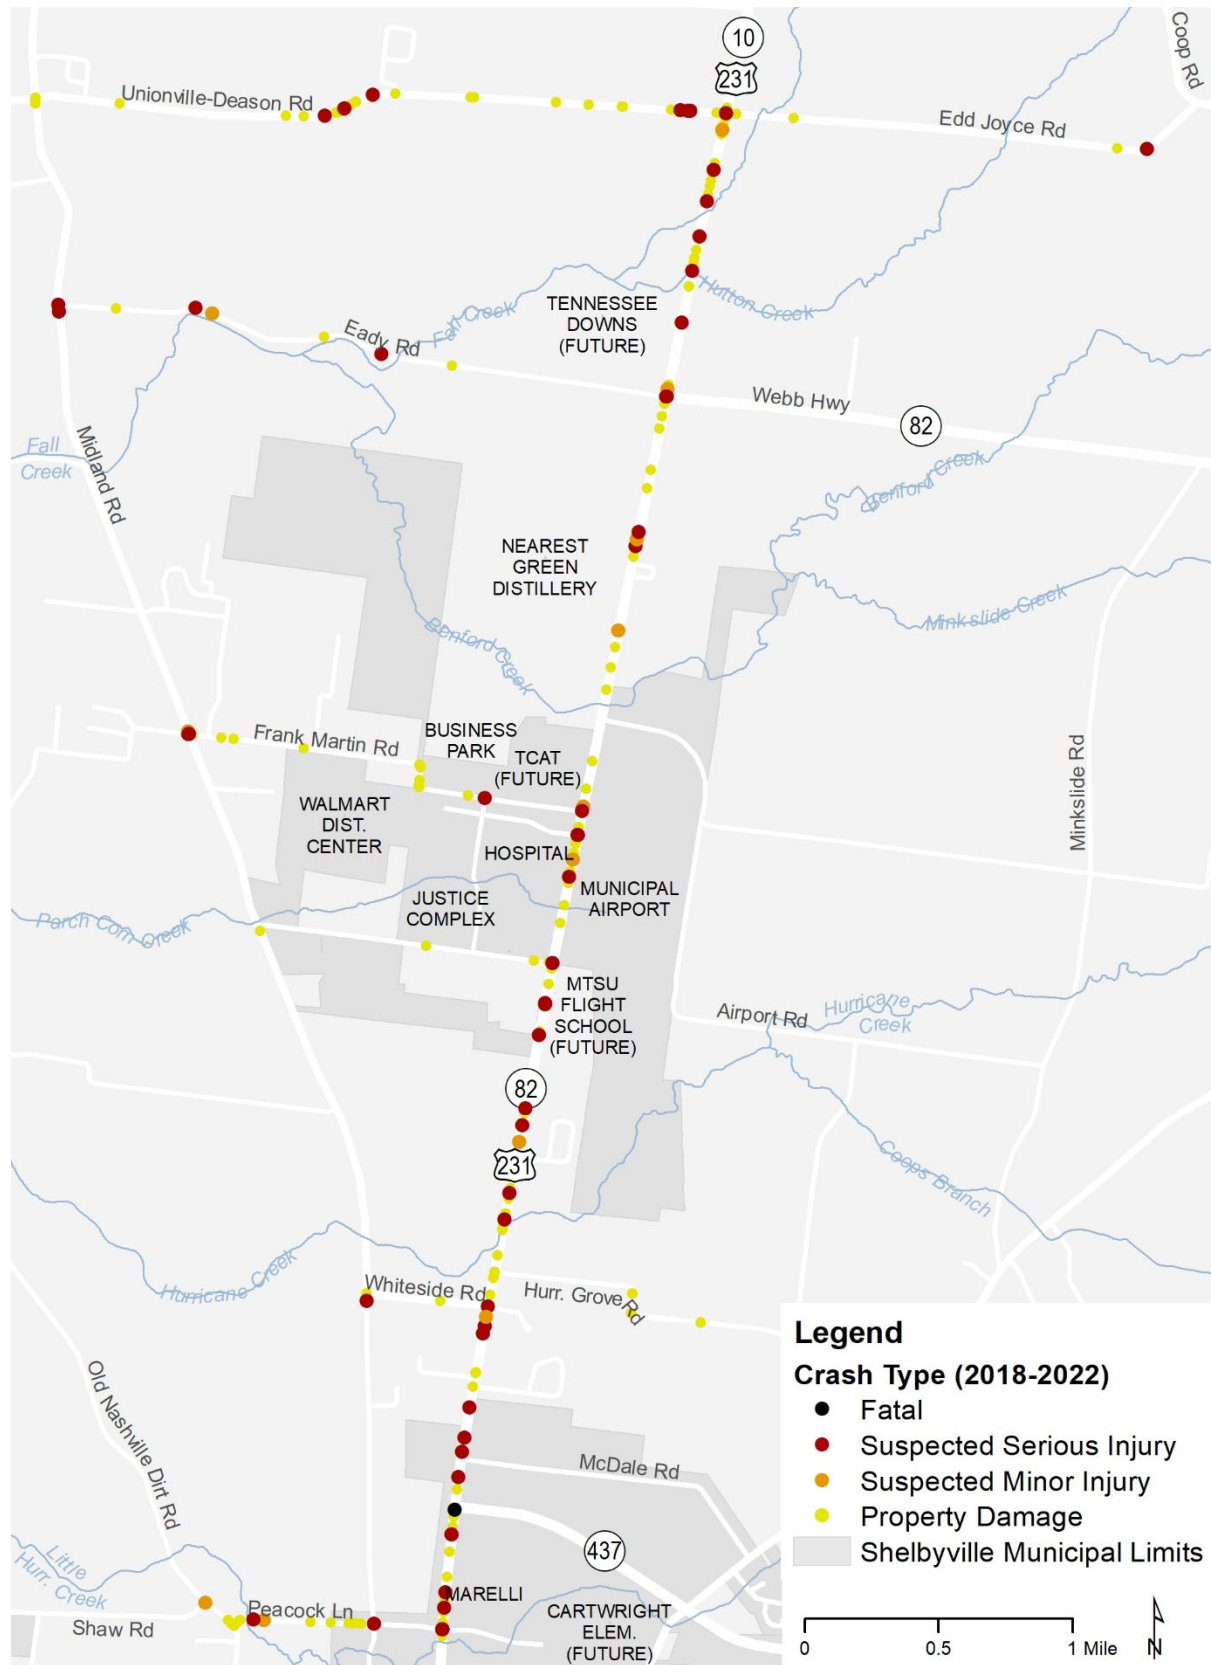 10
231
Coop Rd
Unionville-Deason Rd
Edd Joyce Rd
Hutton Creek
TENNESSEE
DOWNS
(FUTURE)
Fall Creek
Eady Rd
Webb Hwy
82
Fall
Creek
Midland Rd
Benford Creek
NEAREST
GREEN
DISTILLERY
Minkslide Creek
Benford Creek
Frank Martin Rd
BUSINESS
PARK
TCAT
(FUTURE)
Minkslide Rd
WALMART
DIST.
CENTER
HOSPITAL
MUNICIPAL
AIRPORT
JUSTICE
COMPLEX
Parch Corn Creek
MTSU
FLIGHT
SCHOOL
(FUTURE)
Airport Rd
Hurricane
Creek
82
231
Coops Branch
Hurricane Creek
Whiteside Rd
Hurr. Grove Rd
Old Nashville Dirt Rd
McDale Rd
437
Little
Hurr. Creek
Peacock Ln
Shaw Rd
MARELLI
CARTWRIGHT
ELEM.
(FUTURE)
Legend
Crash Type (2018-2022)
Fatal
Suspected Serious Injury
Suspected Minor Injury
Property Damage
Shelbyville Municipal Limits
0 0.5 1 Mile
N